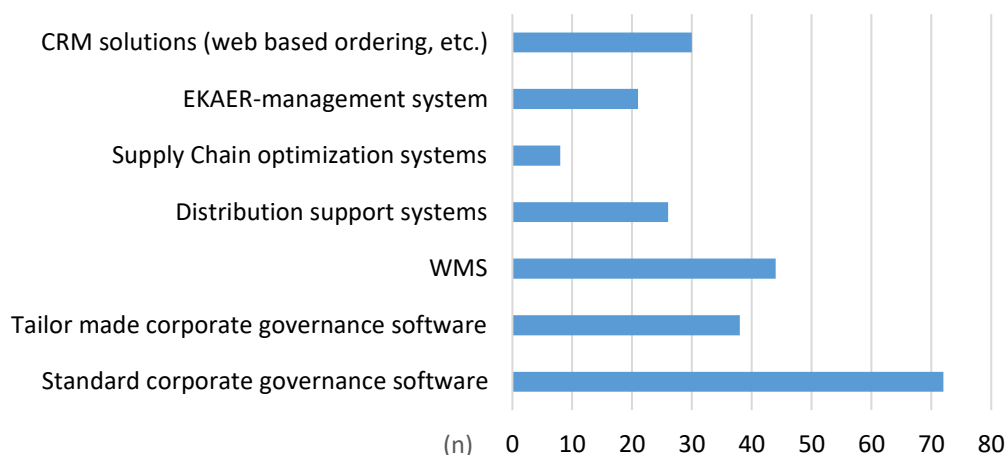 CRM solutions (web based ordering, etc.)
EKAER-management system
Supply Chain optimization systems
Distribution support systems
WMS
Tailor made corporate governance software
Standard corporate governance software
(n) 0 10 20 30 40 50 60 70 80